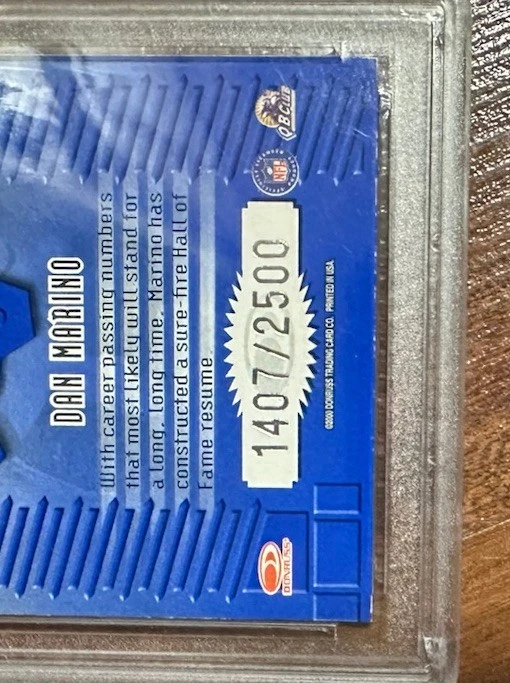 DAN MARINO
With career passing numbers
that most likely will stand for
a long, long time, Marino has
constructed a sure-fire Hall of
Fame resume.
1407/2500
©2000 DONRUSS TRADING CARD CO. PRINTED IN USA.
DONRUSS
NFL
QB CLUB